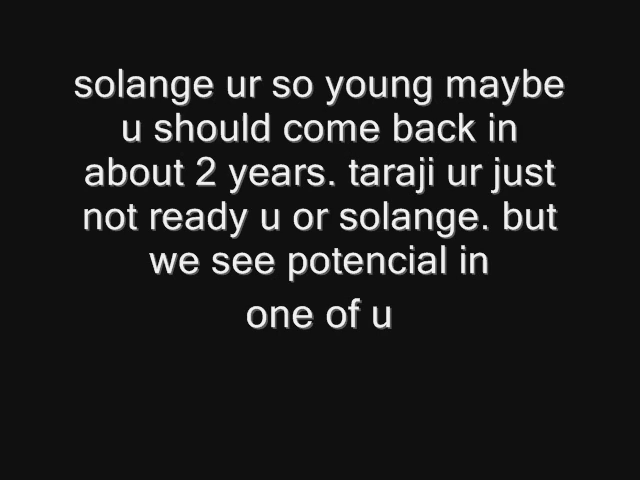 solange ur so young maybe
u should come back in
about 2 years. taraji ur just
not ready u or solange. but
we see potencial in
one of u